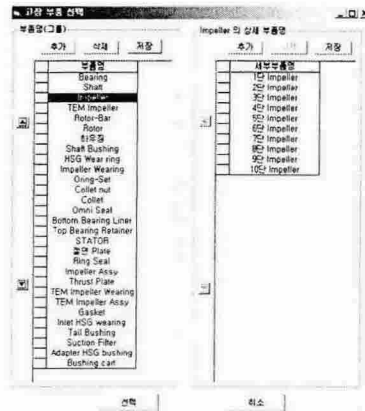 고장 부품 선택
부품명(그룹)
추가 삭제 저장
부품명
Bearing
Shaft
Impeller
TEM Impeller
Rotor-Bar
Rotor
하우징
Shaft Bushing
HSG Wear ring
Impeller Wearing
Oring-Set
Collet nut
Collet
Omni Seal
Bottom Bearing Liner
Top Bearing Retainer
STATOR
절연 Plate
Ring Seal
Impeller Assy
Thrust Plate
TEM Impeller Wearing
TEM Impeller Assy
Gasket
Inlet HSG wearing
Tail Bushing
Suction Filter
Adapter HSG bushing
Bushing cart
Impeller 의 상세 부품명
추가 저장
세부부품명
1단 Impeller
2단 Impeller
3단 Impeller
4단 Impeller
5단 Impeller
6단 Impeller
7단 Impeller
8단 Impeller
9단 Impeller
10단 Impeller
선택 취소